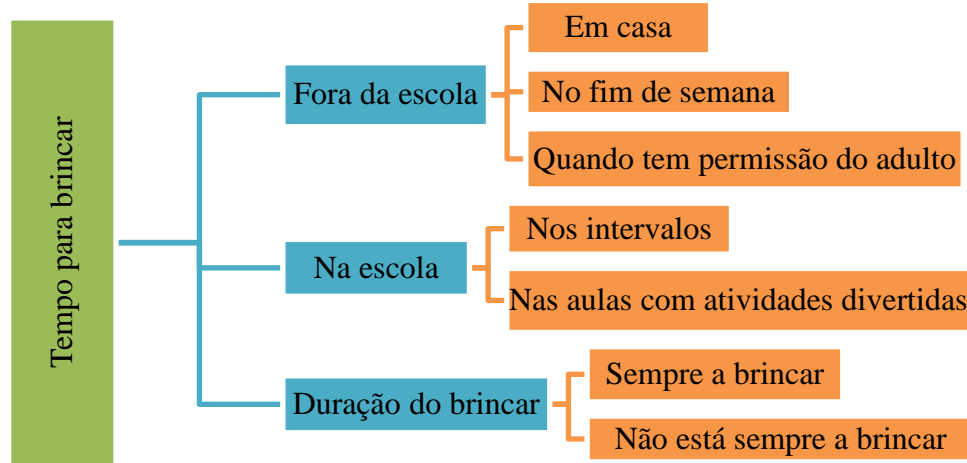 Tempo para brincar
Fora da escola
Em casa
No fim de semana
Quando tem permissão do adulto
Na escola
Nos intervalos
Nas aulas com atividades divertidas
Duração do brincar
Sempre a brincar
Não está sempre a brincar